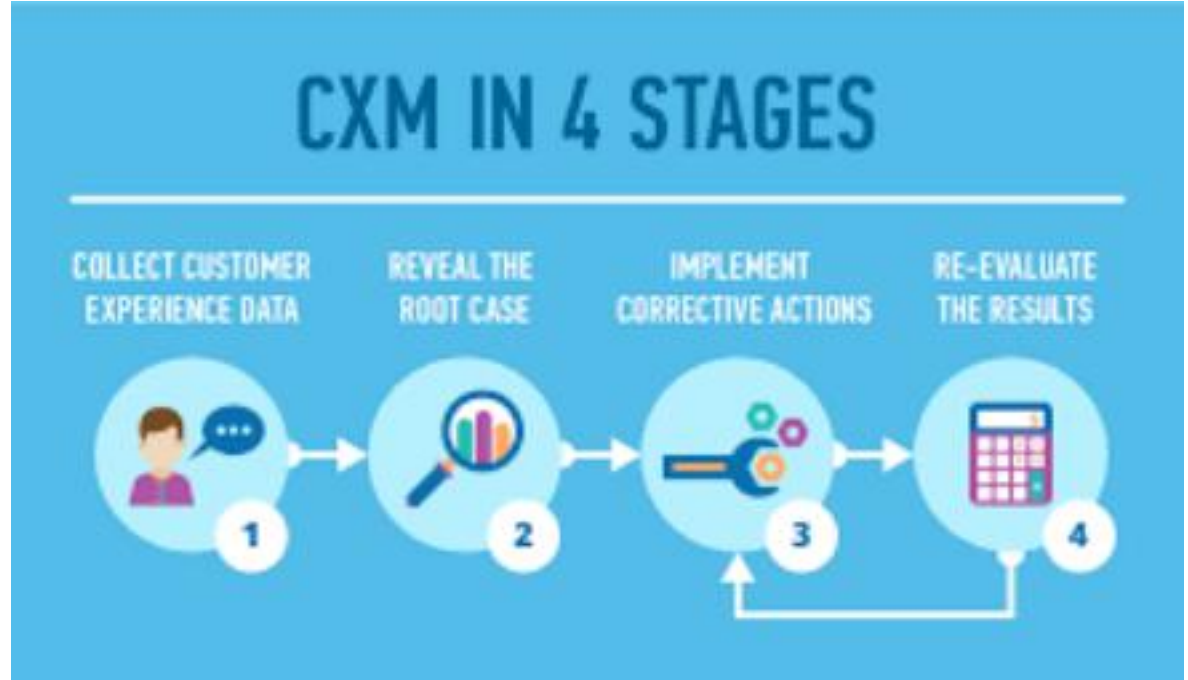 CXM IN 4 STAGES
COLLECT CUSTOMER
EXPERIENCE DATA
REVEAL THE
ROOT CASE
IMPLEMENT
CORRECTIVE ACTIONS
RE-EVALUATE
THE RESULTS
1
2
3
4